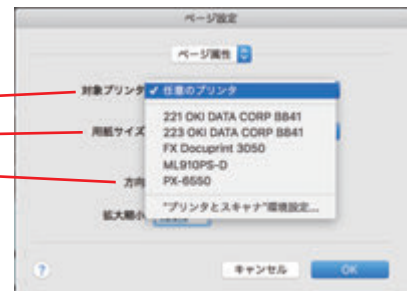 ページ設定
ページ属性
対象プリンタ ✓ 任意のプリンタ
221 OKI DATA CORP B841
用紙サイズ 223 OKI DATA CORP B841
FX Docuprint 3050
ML910PS-D
方向 PX-6550
"プリンタとスキャナ"環境設定...
拡大縮小
? キャンセル OK